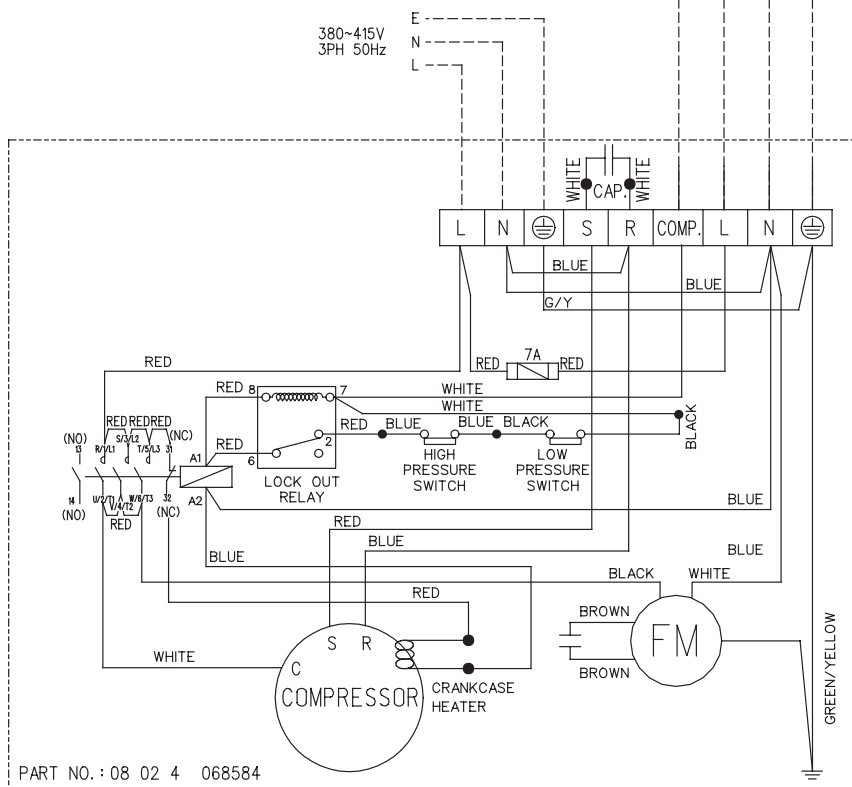 E
380~415V
3PH 50Hz
N
L
WHITE
CAP.
WHITE
L N S R COMP. L N
BLUE
BLUE
G/Y
RED
7A
RED RED
RED 8 7 WHITE
WHITE
BLACK
RED RED RED
RED 2 BLUE BLUE BLACK
(NO) 13 R/1/L1 S/3/L2 T/5/L3 31 (NC)
RED
A1
6
HIGH PRESSURE SWITCH
LOW PRESSURE SWITCH
LOCK OUT
RELAY
14 U/2/T1 V/4/T2 W/6/T3 32
(NO) (NC)
A2
RED
BLUE
RED
BLUE
BLUE
BLUE
BLACK WHITE
RED
BROWN
FM
BROWN
GREEN/YELLOW
S R
WHITE
C
COMPRESSOR
CRANKCASE
HEATER
PART NO.: 08 02 4 068584